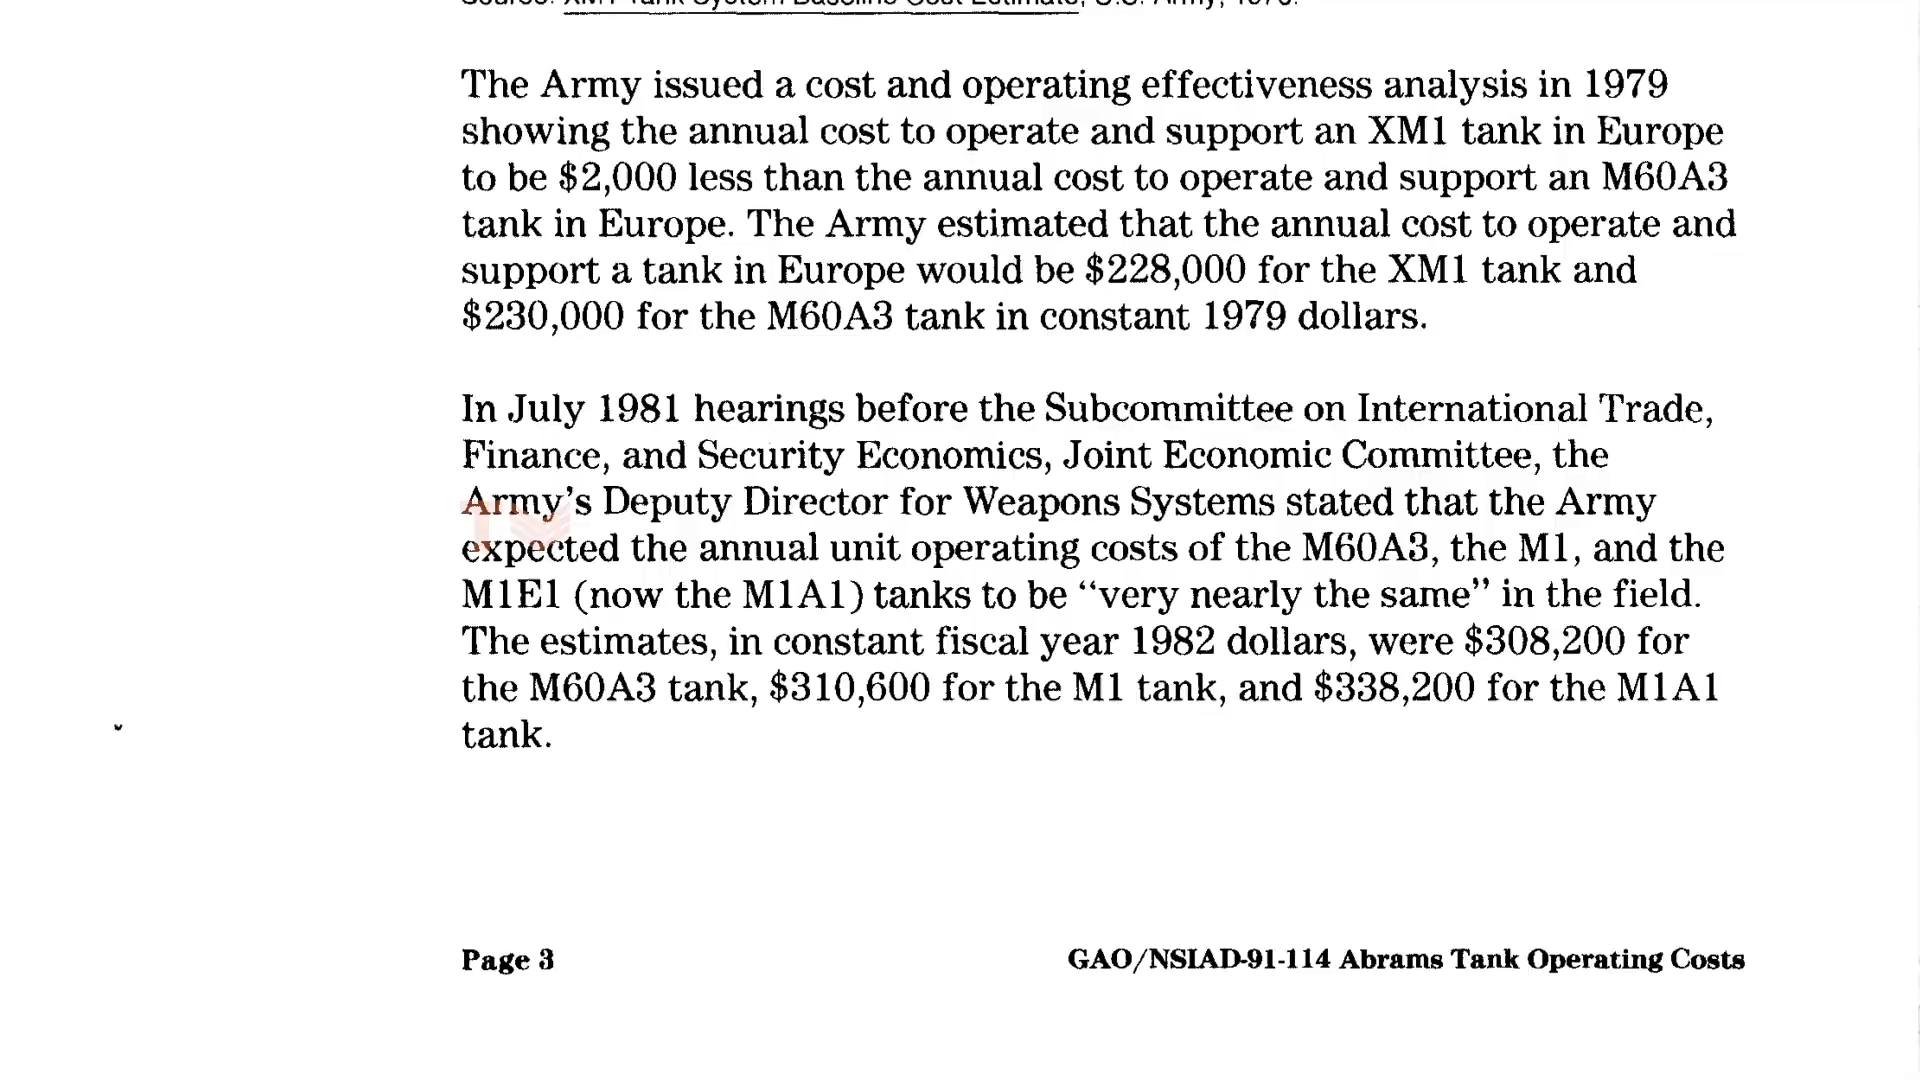 The Army issued a cost and operating effectiveness analysis in 1979
showing the annual cost to operate and support an XM1 tank in Europe
to be $2,000 less than the annual cost to operate and support an M60A3
tank in Europe. The Army estimated that the annual cost to operate and
support a tank in Europe would be $228,000 for the XM1 tank and
$230,000 for the M60A3 tank in constant 1979 dollars.
In July 1981 hearings before the Subcommittee on International Trade,
Finance, and Security Economics, Joint Economic Committee, the
Army’s Deputy Director for Weapons Systems stated that the Army
expected the annual unit operating costs of the M60A3, the M1, and the
M1E1 (now the M1A1) tanks to be “very nearly the same” in the field.
The estimates, in constant fiscal year 1982 dollars, were $308,200 for
the M60A3 tank, $310,600 for the M1 tank, and $338,200 for the M1A1
tank.
Page 3
GAO/NSIAD-91-114 Abrams Tank Operating Costs